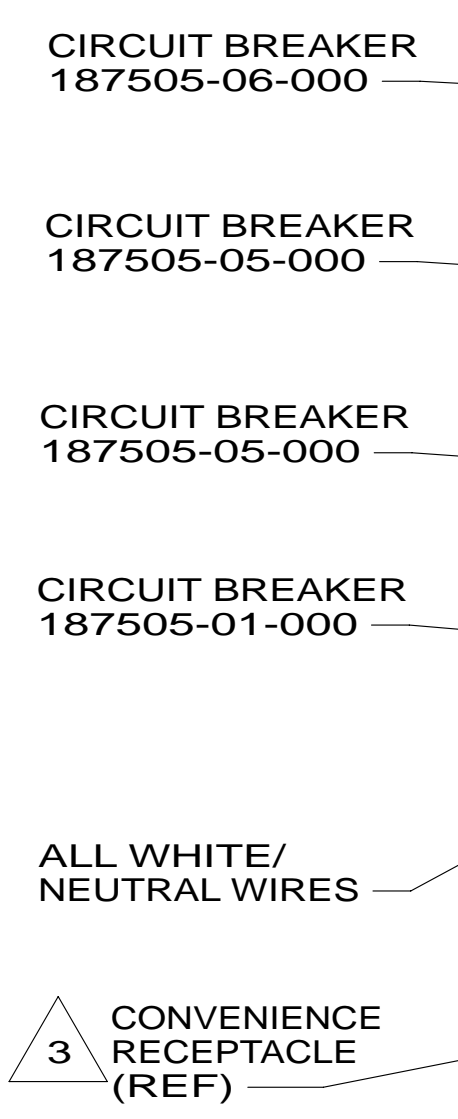 CIRCUIT BREAKER
187505-06-000
CIRCUIT BREAKER
187505-05-000
CIRCUIT BREAKER
187505-05-000
CIRCUIT BREAKER
187505-01-000
ALL WHITE/
NEUTRAL WIRES
CONVENIENCE
3 RECEPTACLE
(REF)